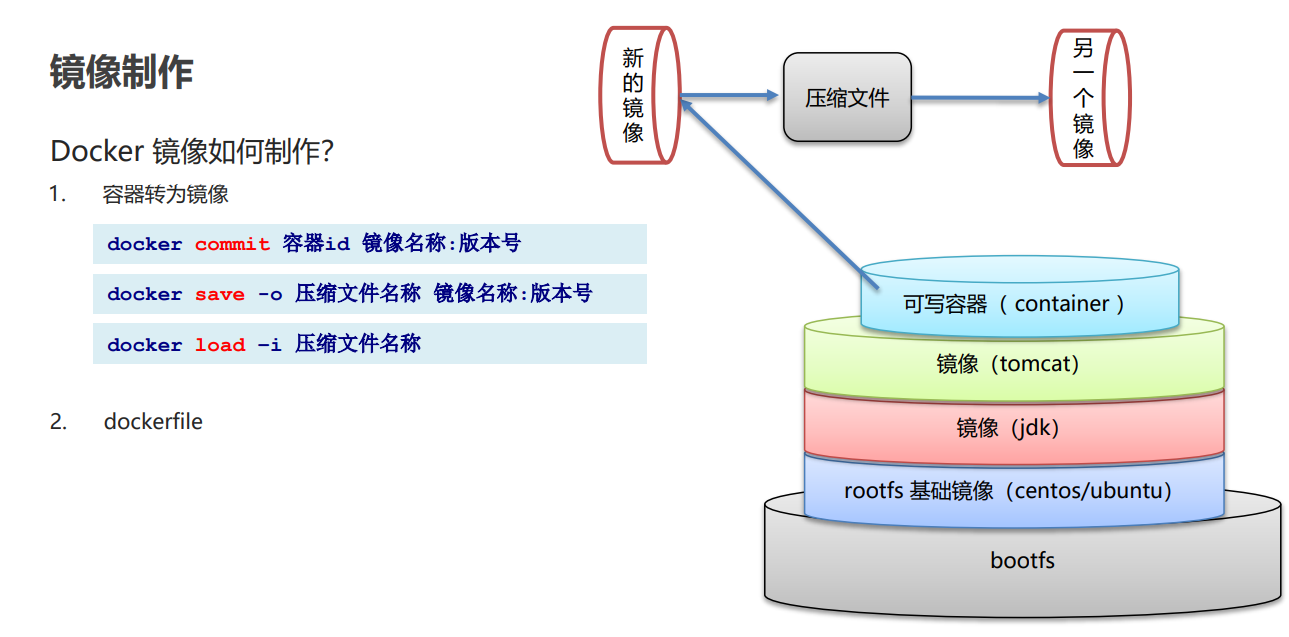 镜像制作
Docker 镜像如何制作?
1. 容器转为镜像
docker commit 容器id 镜像名称:版本号
docker save -o 压缩文件名称 镜像名称:版本号
docker load –i 压缩文件名称
2. dockerfile
新的镜像
压缩文件
另一个镜像
可写容器（ container ）
镜像（tomcat）
镜像（jdk）
rootfs 基础镜像（centos/ubuntu）
bootfs